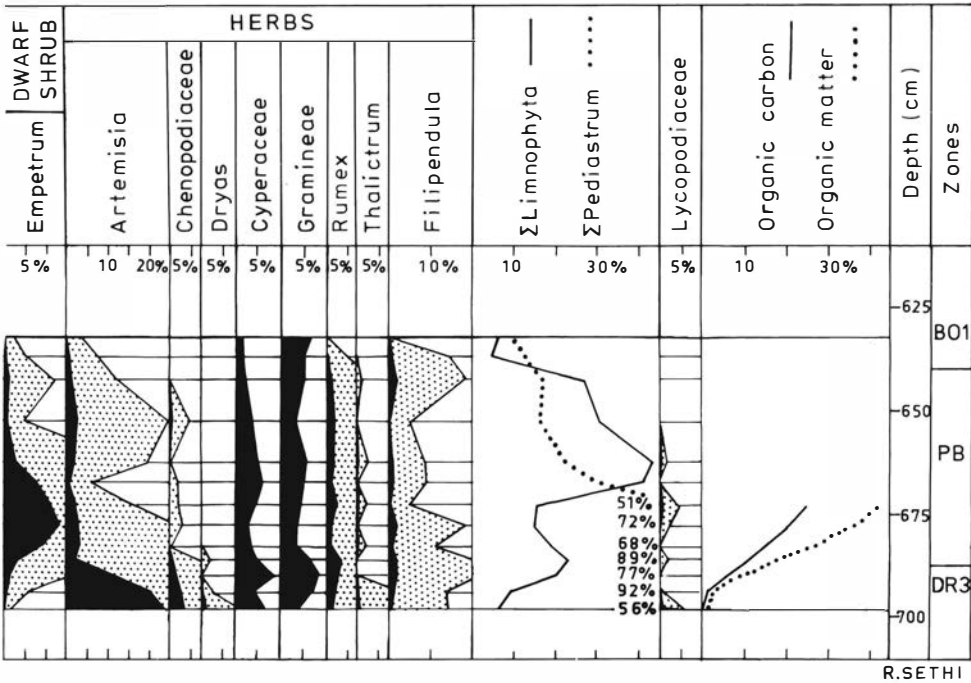 DWARF SHRUB
HERBS
Empetrum
Artemisia
Chenopodiaceae
Dryas
Cyperaceae
Gramineae
Rumex
Thalictrum
Filipendula
ΣLimnophyta
ΣPediastrum
Lycopodiaceae
Organic carbon
Organic matter
Depth (cm)
Zones
5% 10 20% 5% 5% 5% 5% 5% 5% 10% 10 30% 5% 10 30%
625
BO1
650
PB
51%
675
72%
68%
89%
77%
DR3
92%
56%
700
R.SETHI